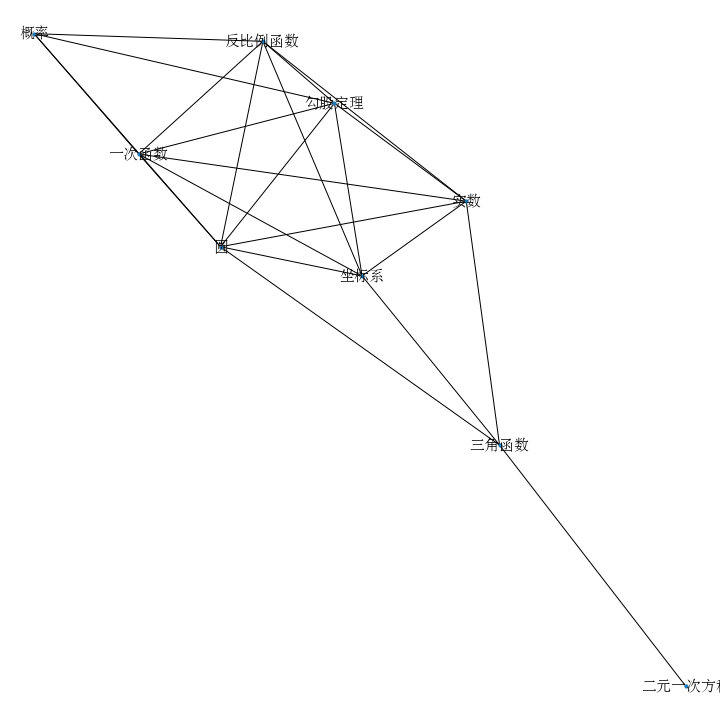 概率
反比例函数
勾股定理
一次函数
实数
圆
坐标系
三角函数
二元一次方程